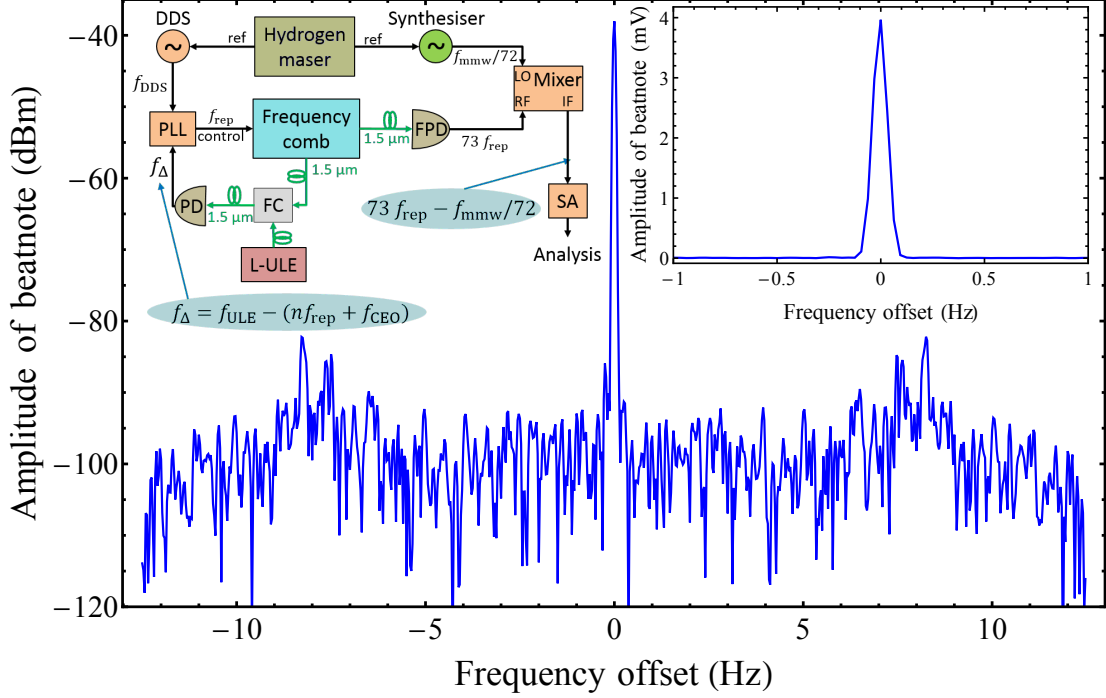 Amplitude of beatnote (dBm)
−40
−60
−80
−100
−120
−10
−5
0
5
10
Frequency offset (Hz)
DDS
~
ref
Hydrogen
maser
ref
Synthesiser
~
f_DDS
f_mmw/72
LO
Mixer
RF
IF
PLL
f_rep
control
Frequency
comb
1.5 µm
FPD
73 f_rep
f_Δ
1.5 µm
PD
1.5 µm
FC
73 f_rep − f_mmw/72
SA
L-ULE
Analysis
f_Δ = f_ULE − (nf_rep + f_CEO)
Amplitude of beatnote (mV)
4
3
2
1
0
−1
−0.5
0
0.5
1
Frequency offset (Hz)